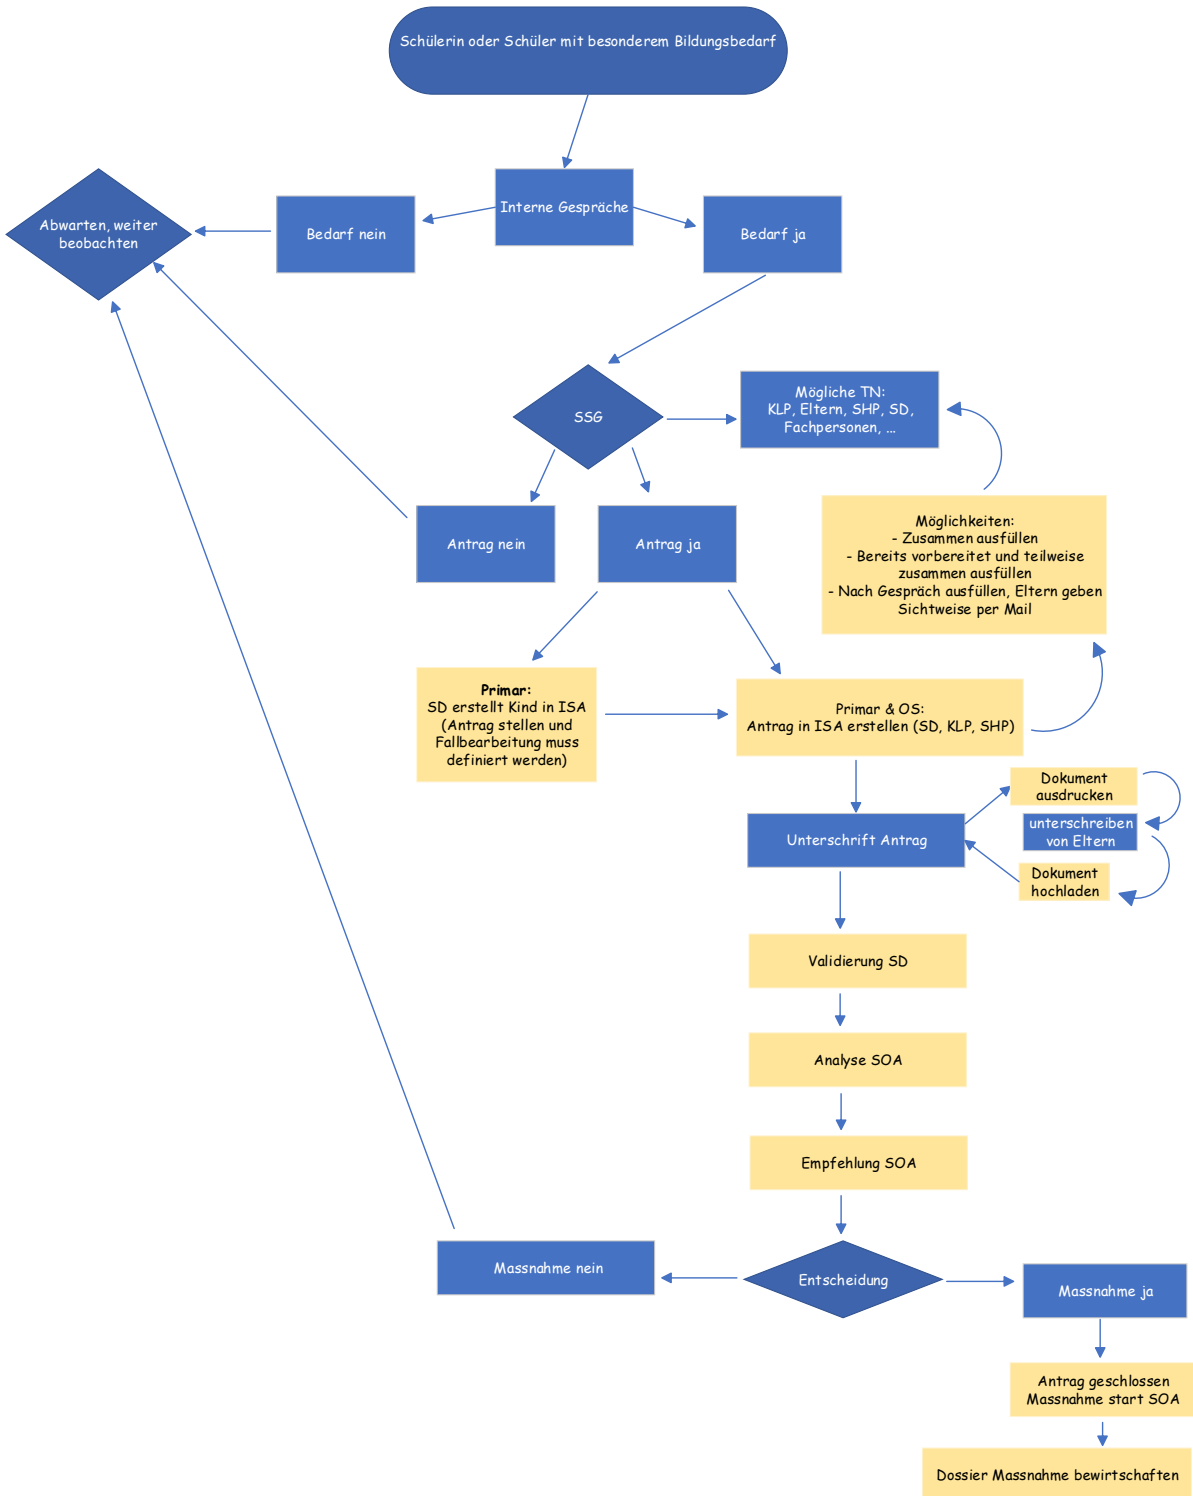 Schülerin oder Schüler mit besonderem Bildungsbedarf
Interne Gespräche
Abwarten, weiter
beobachten
Bedarf nein
Bedarf ja
SSG
Mögliche TN:
KLP, Eltern, SHP, SD,
Fachpersonen, ...
Antrag nein
Antrag ja
Möglichkeiten:
- Zusammen ausfüllen
- Bereits vorbereitet und teilweise
zusammen ausfüllen
- Nach Gespräch ausfüllen, Eltern geben
Sichtweise per Mail
Primar:
SD erstellt Kind in ISA
(Antrag stellen und
Fallbearbeitung muss
definiert werden)
Primar & OS:
Antrag in ISA erstellen (SD, KLP, SHP)
Dokument
ausdrucken
unterschreiben
von Eltern
Dokument
hochladen
Unterschrift Antrag
Validierung SD
Analyse SOA
Empfehlung SOA
Massnahme nein
Entscheidung
Massnahme ja
Antrag geschlossen
Massnahme start SOA
Dossier Massnahme bewirtschaften